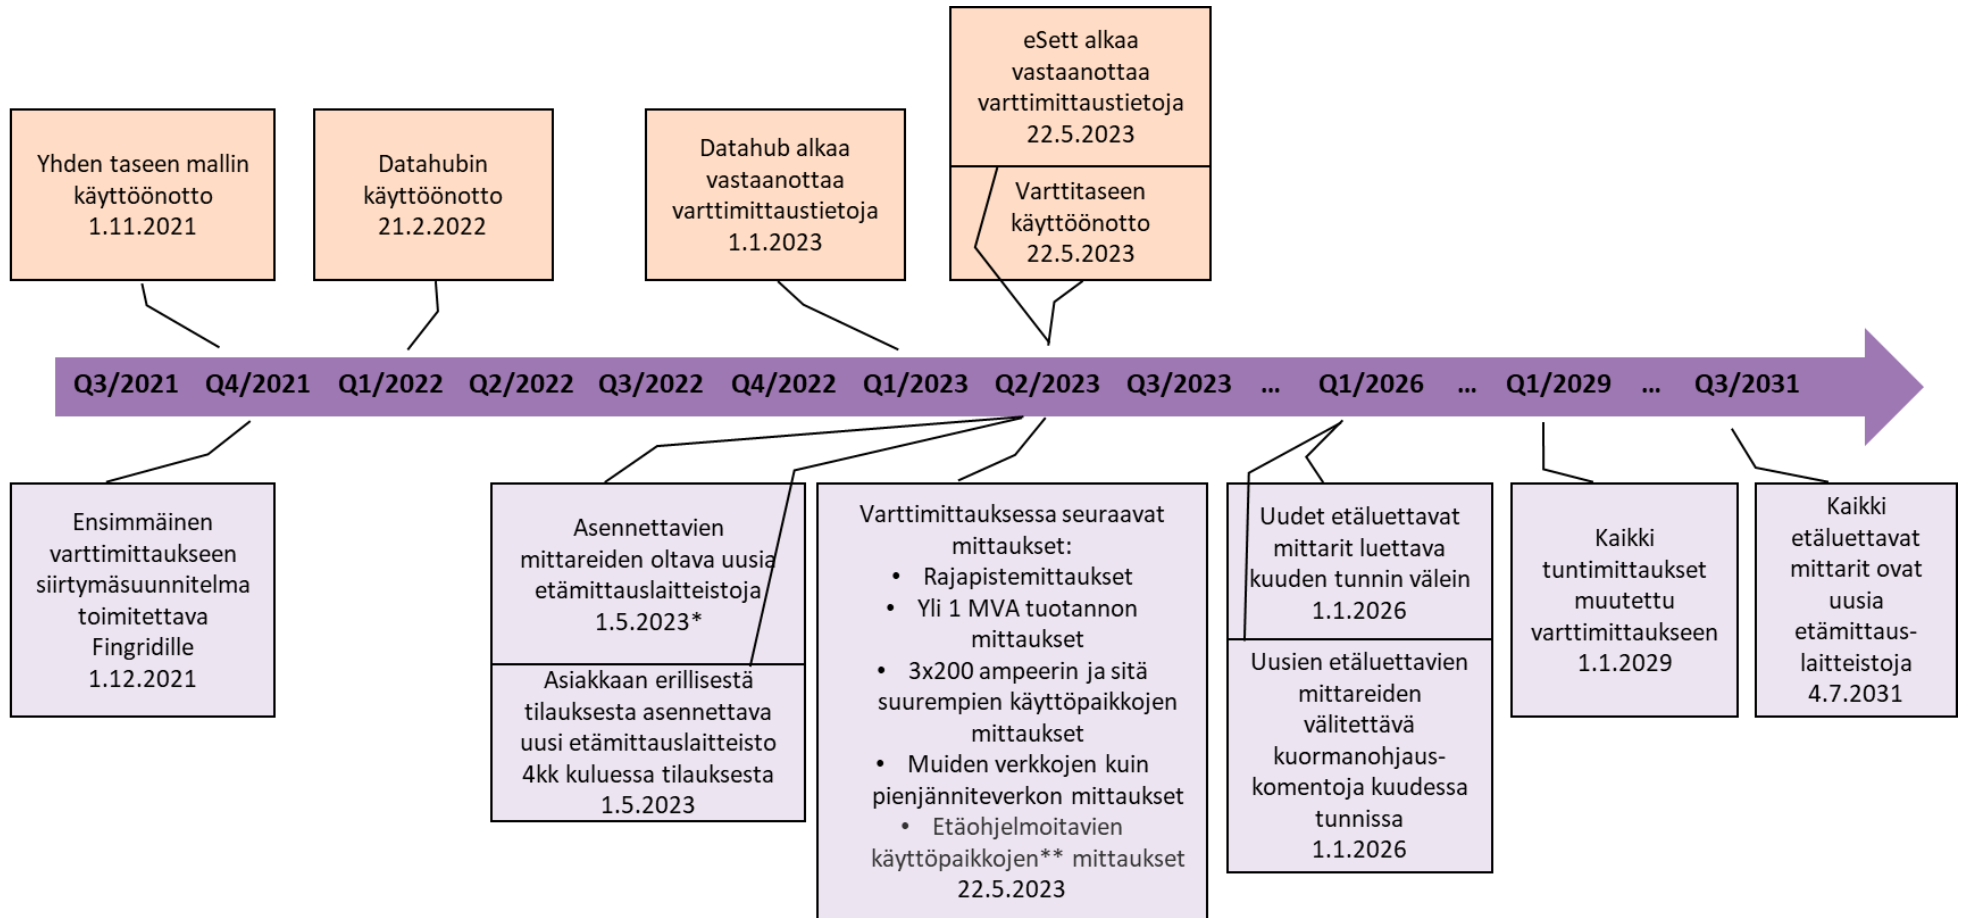 Yhden taseen mallin
käyttöönotto
1.11.2021
Datahubin
käyttöönotto
21.2.2022
Datahub alkaa
vastaanottaa
varttimittaustietoja
1.1.2023
eSett alkaa
vastaanottaa
varttimittaustietoja
22.5.2023
Varttitaseen
käyttöönotto
22.5.2023
Q3/2021 Q4/2021 Q1/2022 Q2/2022 Q3/2022 Q4/2022 Q1/2023 Q2/2023 Q3/2023 ... Q1/2026 ... Q1/2029 ... Q3/2031
Ensimmäinen
varttimittaukseen
siirtymäsuunnitelma
toimitettava
Fingridille
1.12.2021
Asennettavien
mittareiden oltava uusia
etämittauslaitteistoja
1.5.2023*
Asiakkaan erillisestä
tilauksesta asennettava
uusi etämittauslaitteisto
4kk kuluessa tilauksesta
1.5.2023
Varttimittauksessa seuraavat
mittaukset:
• Rajapistemittaukset
• Yli 1 MVA tuotannon
mittaukset
• 3x200 ampeerin ja sitä
suurempien käyttöpaikkojen
mittaukset
• Muiden verkkojen kuin
pienjänniteverkon mittaukset
• Etäohjelmoitavien
käyttöpaikkojen** mittaukset
22.5.2023
Uudet etäluettavat
mittarit luettava
kuuden tunnin välein
1.1.2026
Uusien etäluettavien
mittareiden
välitettävä
kuormanohjaus-
komentoja kuudessa
tunnissa
1.1.2026
Kaikki
tuntimittaukset
muutettu
varttimittaukseen
1.1.2029
Kaikki
etäluettavat
mittarit ovat
uusia
etämittaus-
laitteistoja
4.7.2031